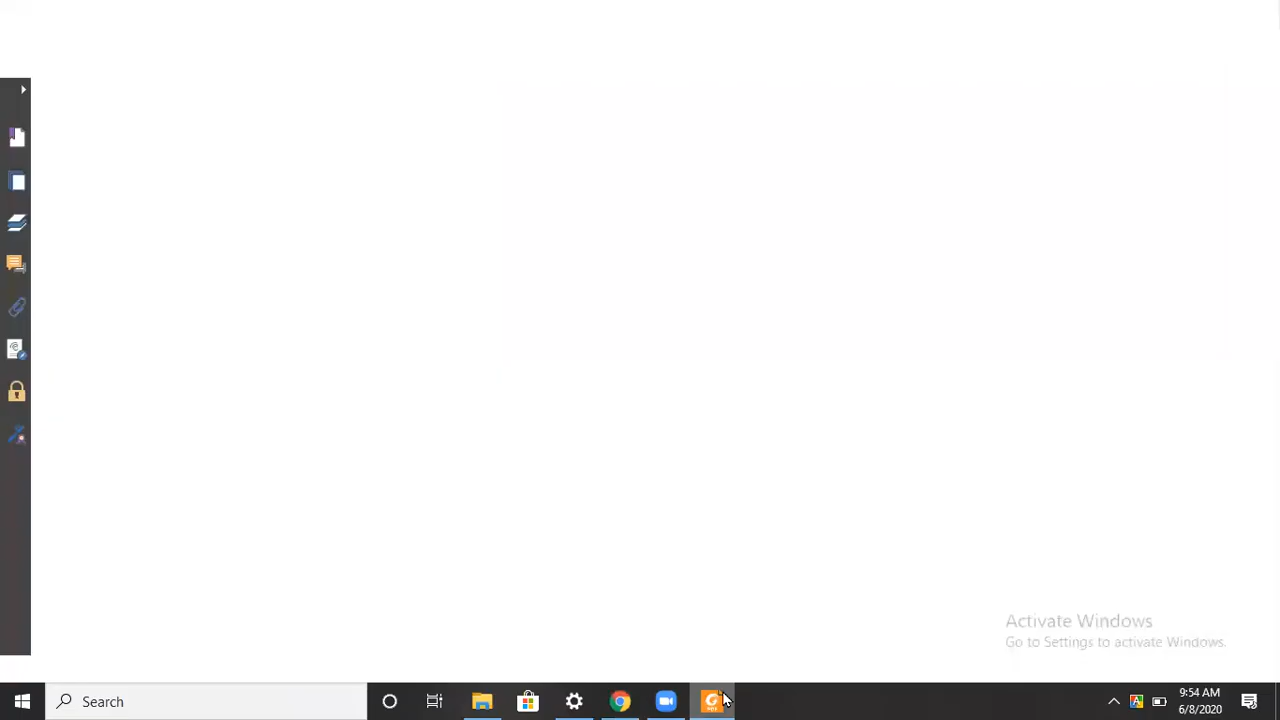 Activate Windows
Go to Settings to activate Windows.
Search
9:54 AM
6/8/2020